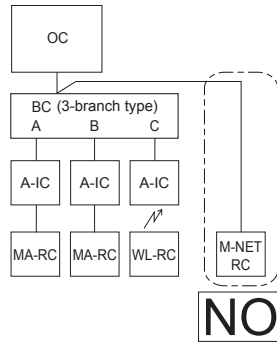 OC
BC (3-branch type)
A B C
A-IC A-IC A-IC
MA-RC MA-RC WL-RC M-NET RC
NO